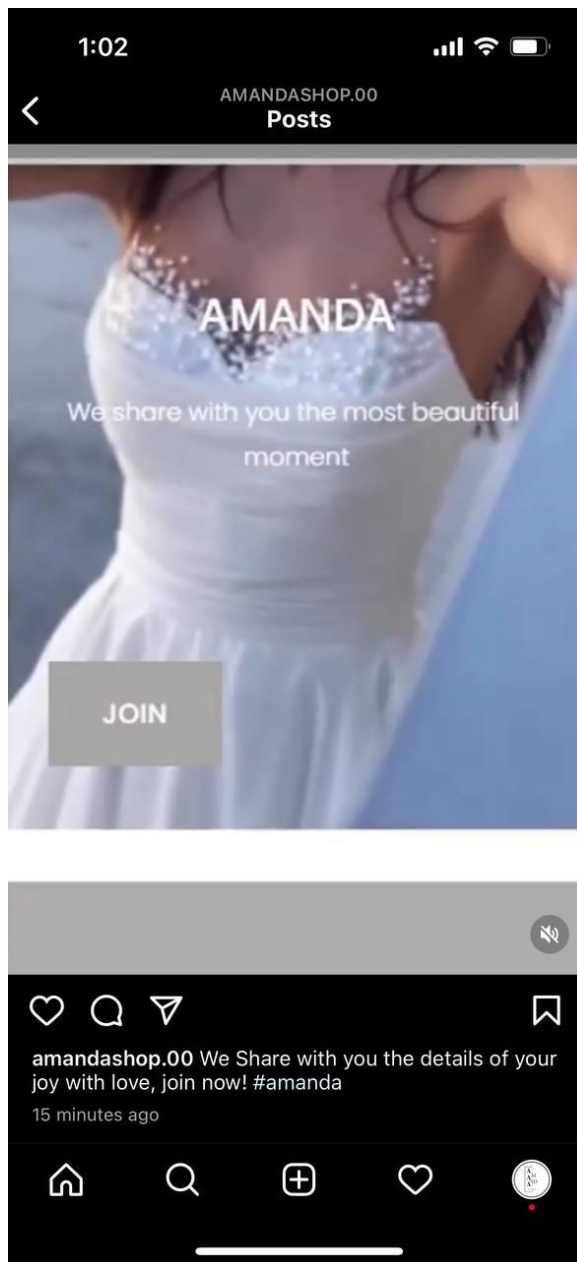 1:02
AMANDASHOP.00
Posts
AMANDA
We share with you the most beautiful
moment
JOIN
amandashop.00 We Share with you the details of your
joy with love, join now! #amanda
15 minutes ago